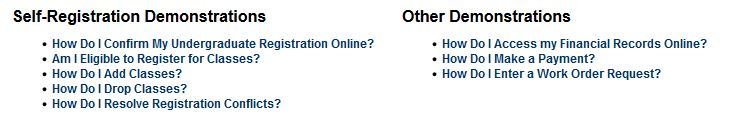 Self-Registration Demonstrations
How Do I Confirm My Undergraduate Registration Online?
Am I Eligible to Register for Classes?
How Do I Add Classes?
How Do I Drop Classes?
How Do I Resolve Registration Conflicts?
Other Demonstrations
How Do I Access my Financial Records Online?
How Do I Make a Payment?
How Do I Enter a Work Order Request?